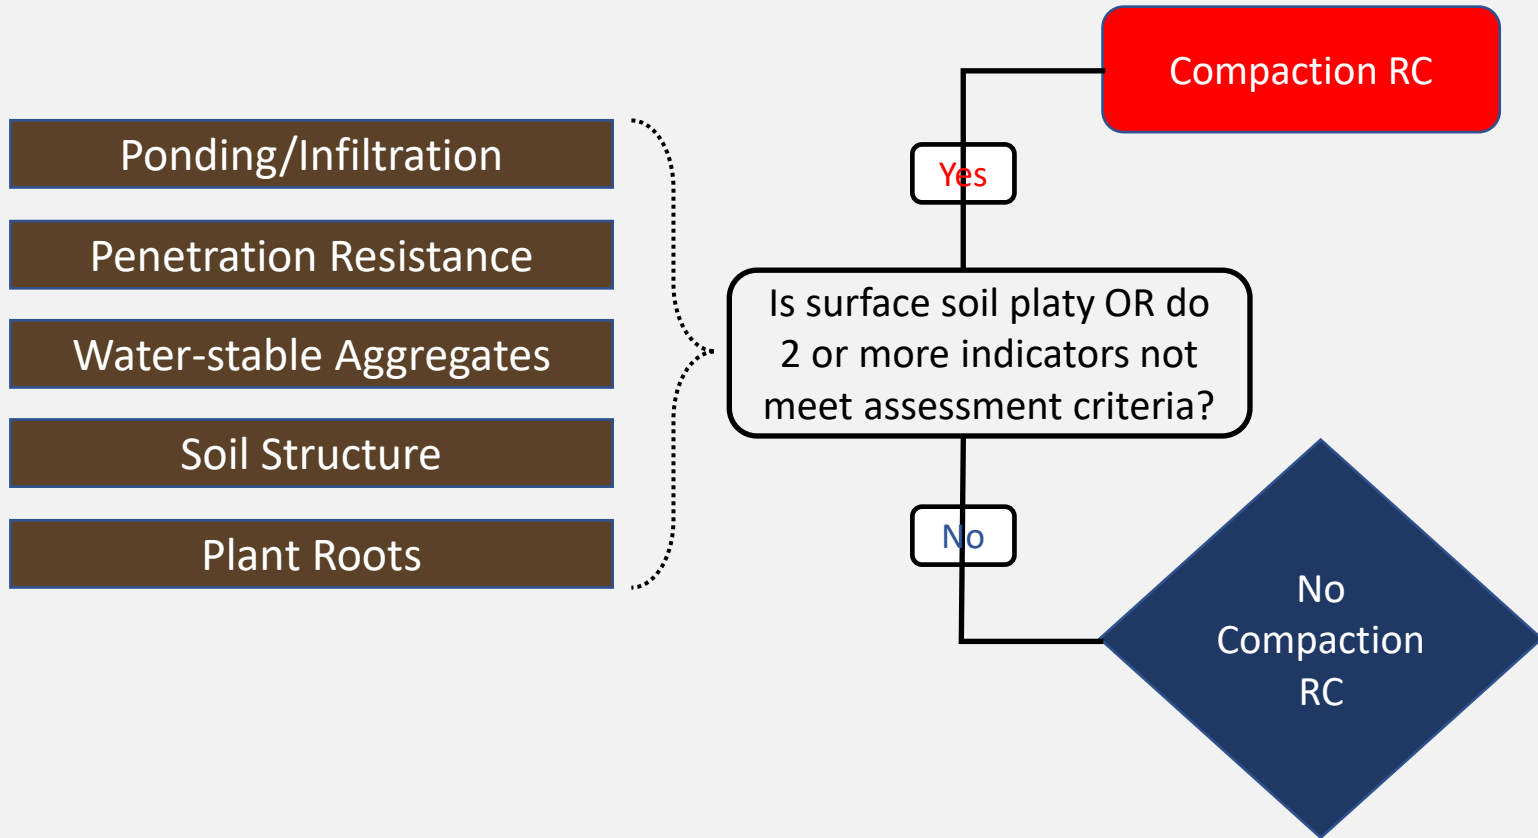 Ponding/Infiltration
Penetration Resistance
Water-stable Aggregates
Soil Structure
Plant Roots
Compaction RC
Yes
Is surface soil platy OR do
2 or more indicators not
meet assessment criteria?
No
No
Compaction
RC